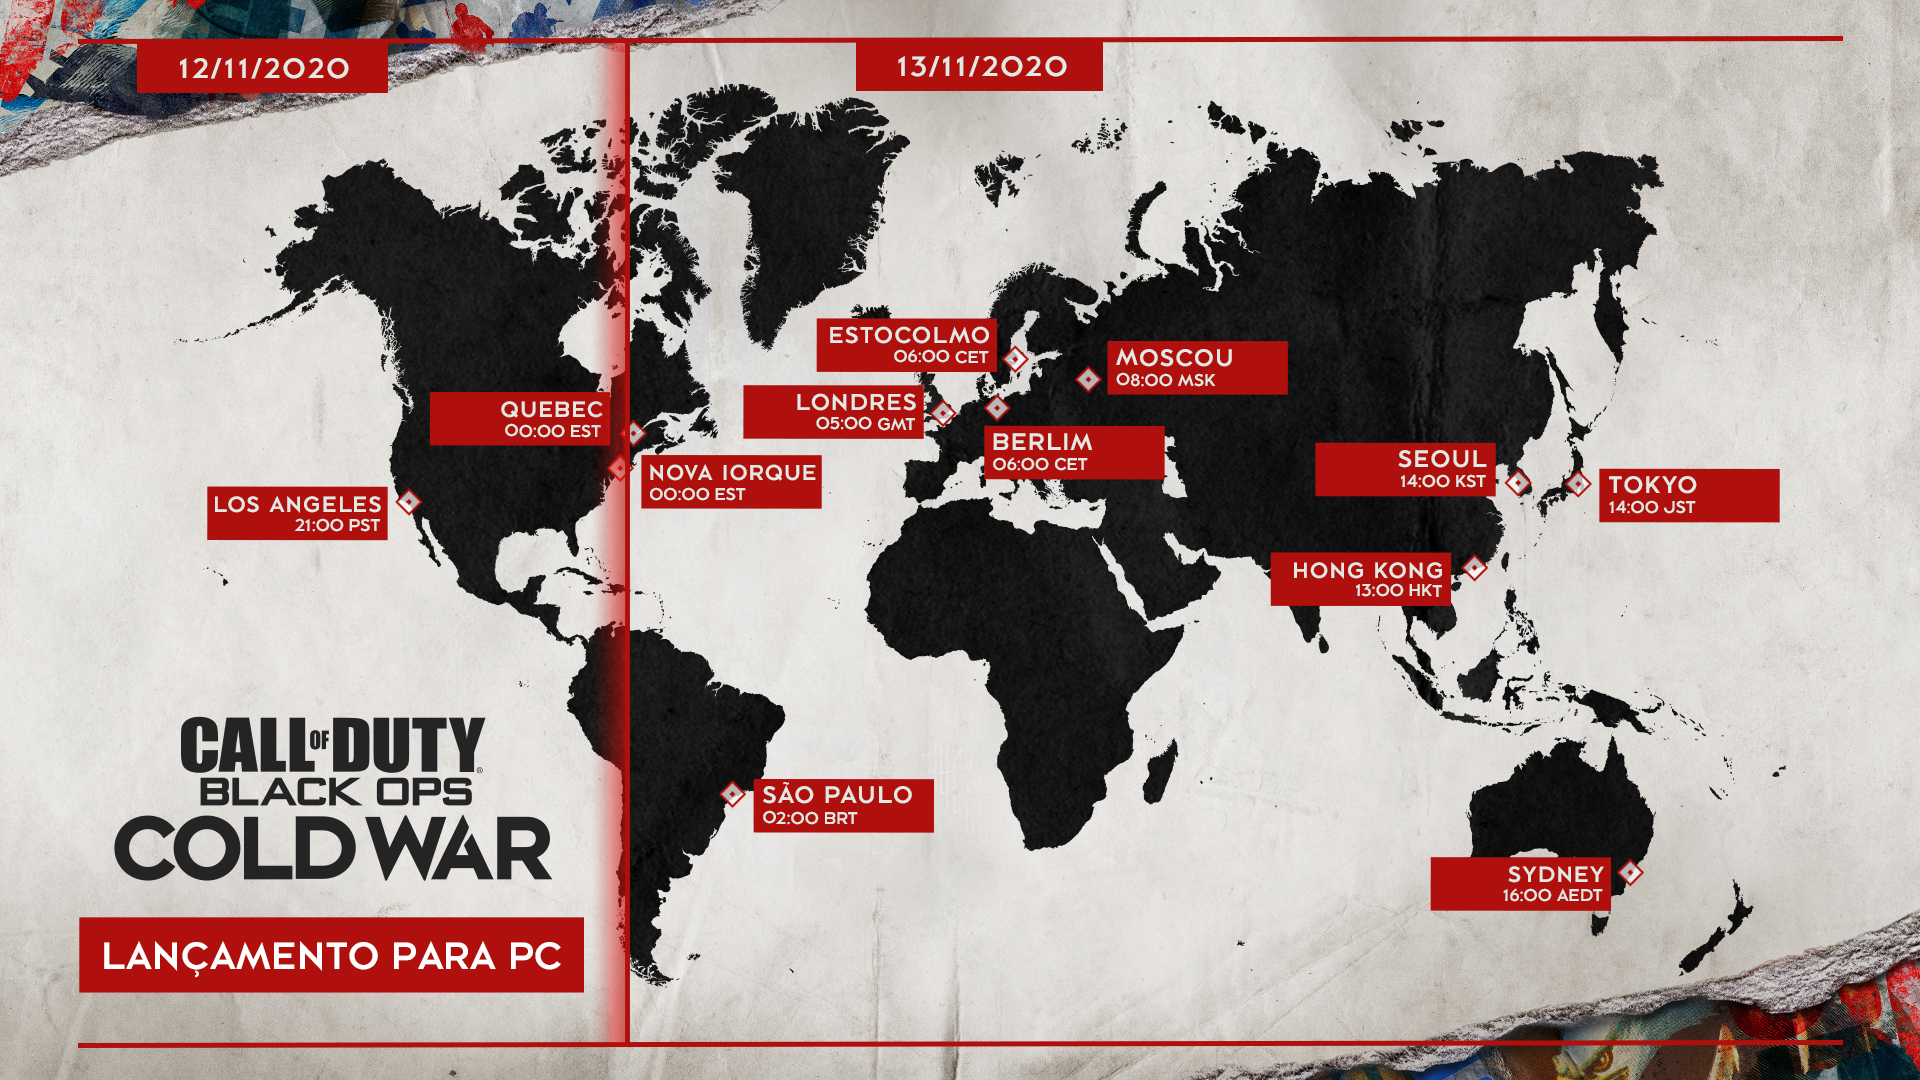 12/11/2020
13/11/2020
ESTOCOLMO
06:00 CET
MOSCOU
08:00 MSK
LONDRES
05:00 GMT
QUEBEC
00:00 EST
BERLIM
06:00 CET
NOVA IORQUE
00:00 EST
SEOUL
14:00 KST
TOKYO
14:00 JST
LOS ANGELES
21:00 PST
HONG KONG
13:00 HKT
CALL OF DUTY®
BLACK OPS
COLD WAR
SÃO PAULO
02:00 BRT
SYDNEY
16:00 AEDT
LANÇAMENTO PARA PC